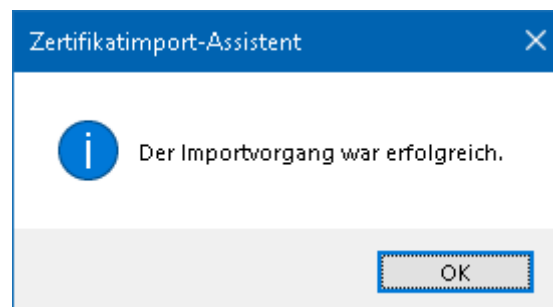 Zertifikatimport-Assistent
Der Importvorgang war erfolgreich.
OK